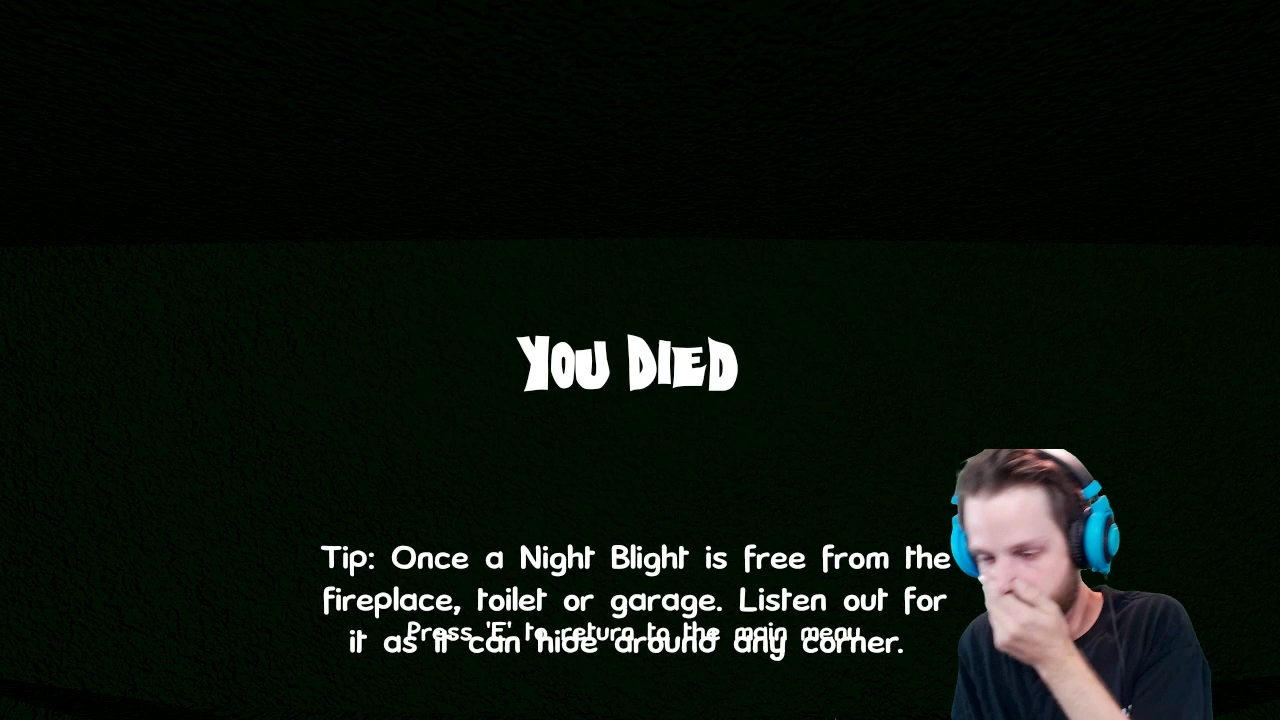 YOU DIED
Tip: Once a Night Blight is free from the
fireplace, toilet or garage. Listen out for
Press 'E' to return to the main menu
it as it can hide around any corner.